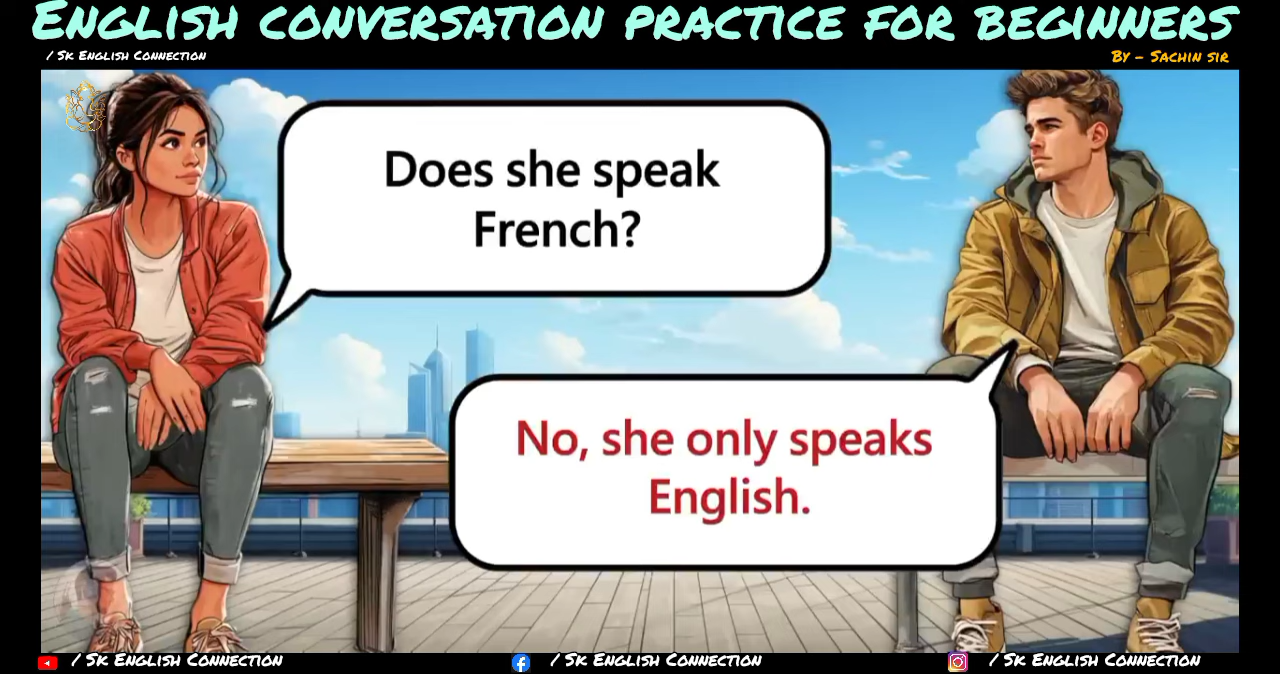 English conversation practice for beginners
/ Sk English Connection
By - Sachin sir
Does she speak
French?
No, she only speaks
English.
/ Sk English Connection
/ Sk English Connection
/ Sk English Connection